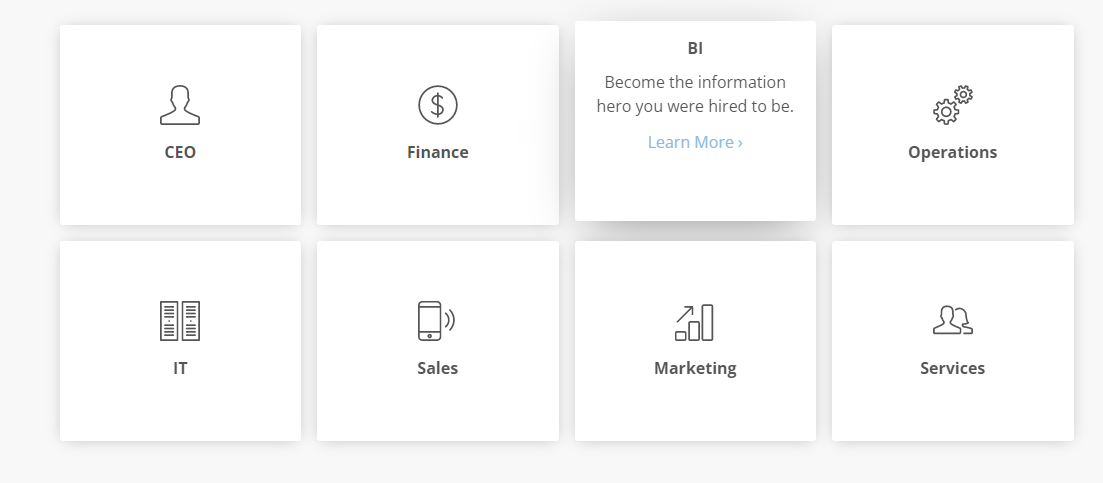 CEO
Finance
BI
Become the information
hero you were hired to be.
Learn More ›
Operations
IT
Sales
Marketing
Services